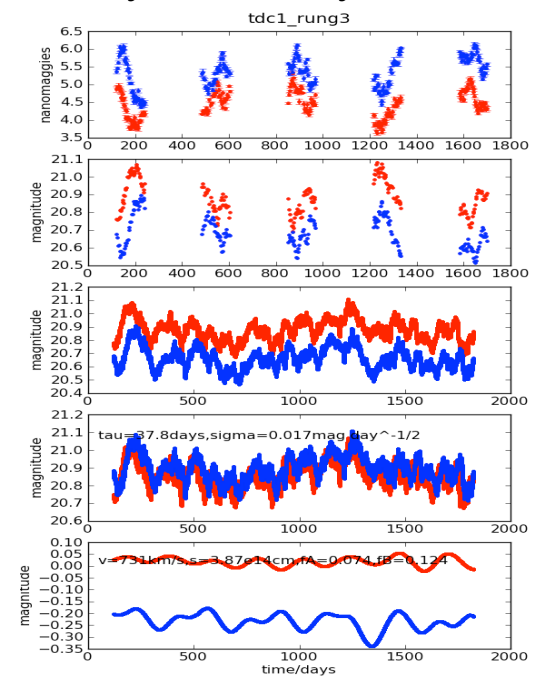 tdc1_rung3
nanomaggies
6.5
6.0
5.5
5.0
4.5
4.0
3.5
0 200 400 600 800 1000 1200 1400 1600 1800
magnitude
21.1
21.0
20.9
20.8
20.7
20.6
20.5
0 200 400 600 800 1000 1200 1400 1600 1800
magnitude
21.2
21.1
21.0
20.9
20.8
20.7
20.6
20.5
20.4
0 500 1000 1500 2000
magnitude
21.2
21.0
20.8
20.6
tau=37.8days,sigma=0.017mag day^-1/2
0 500 1000 1500 2000
magnitude
0.10
0.05
0.00
−0.05
−0.10
−0.15
−0.20
−0.25
−0.30
−0.35
v=731km/s,s=3.87e14cm,fA=0.074,fB=0.124
0 500 1000 1500 2000
time/days